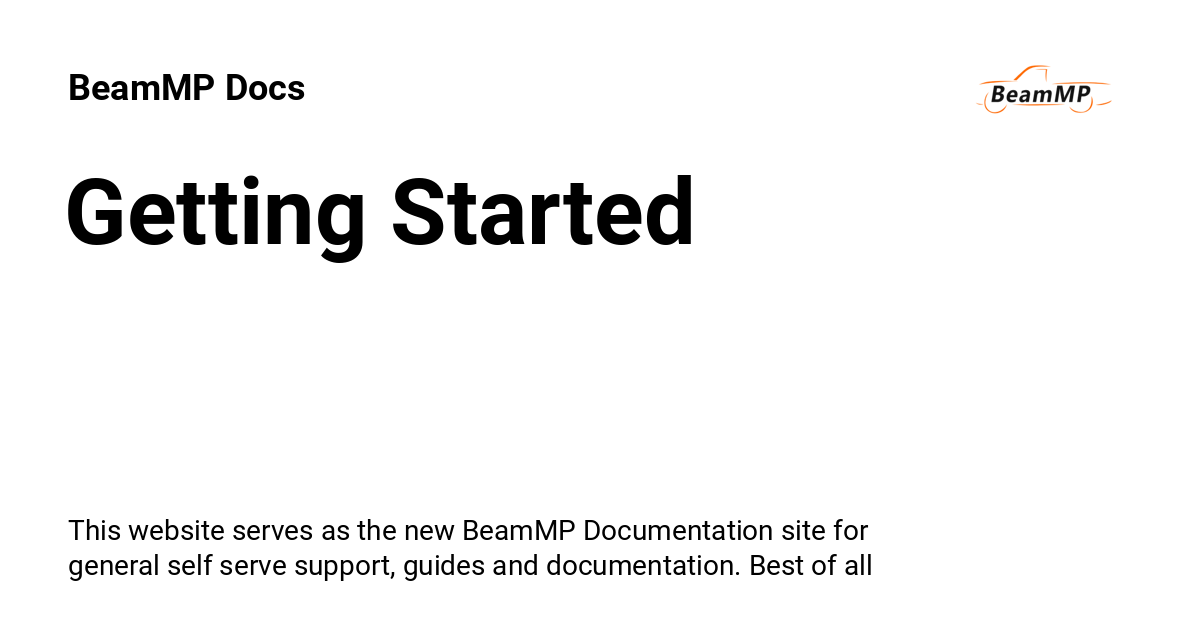 BeamMP Docs
BeamMP
Getting Started
This website serves as the new BeamMP Documentation site for
general self serve support, guides and documentation. Best of all